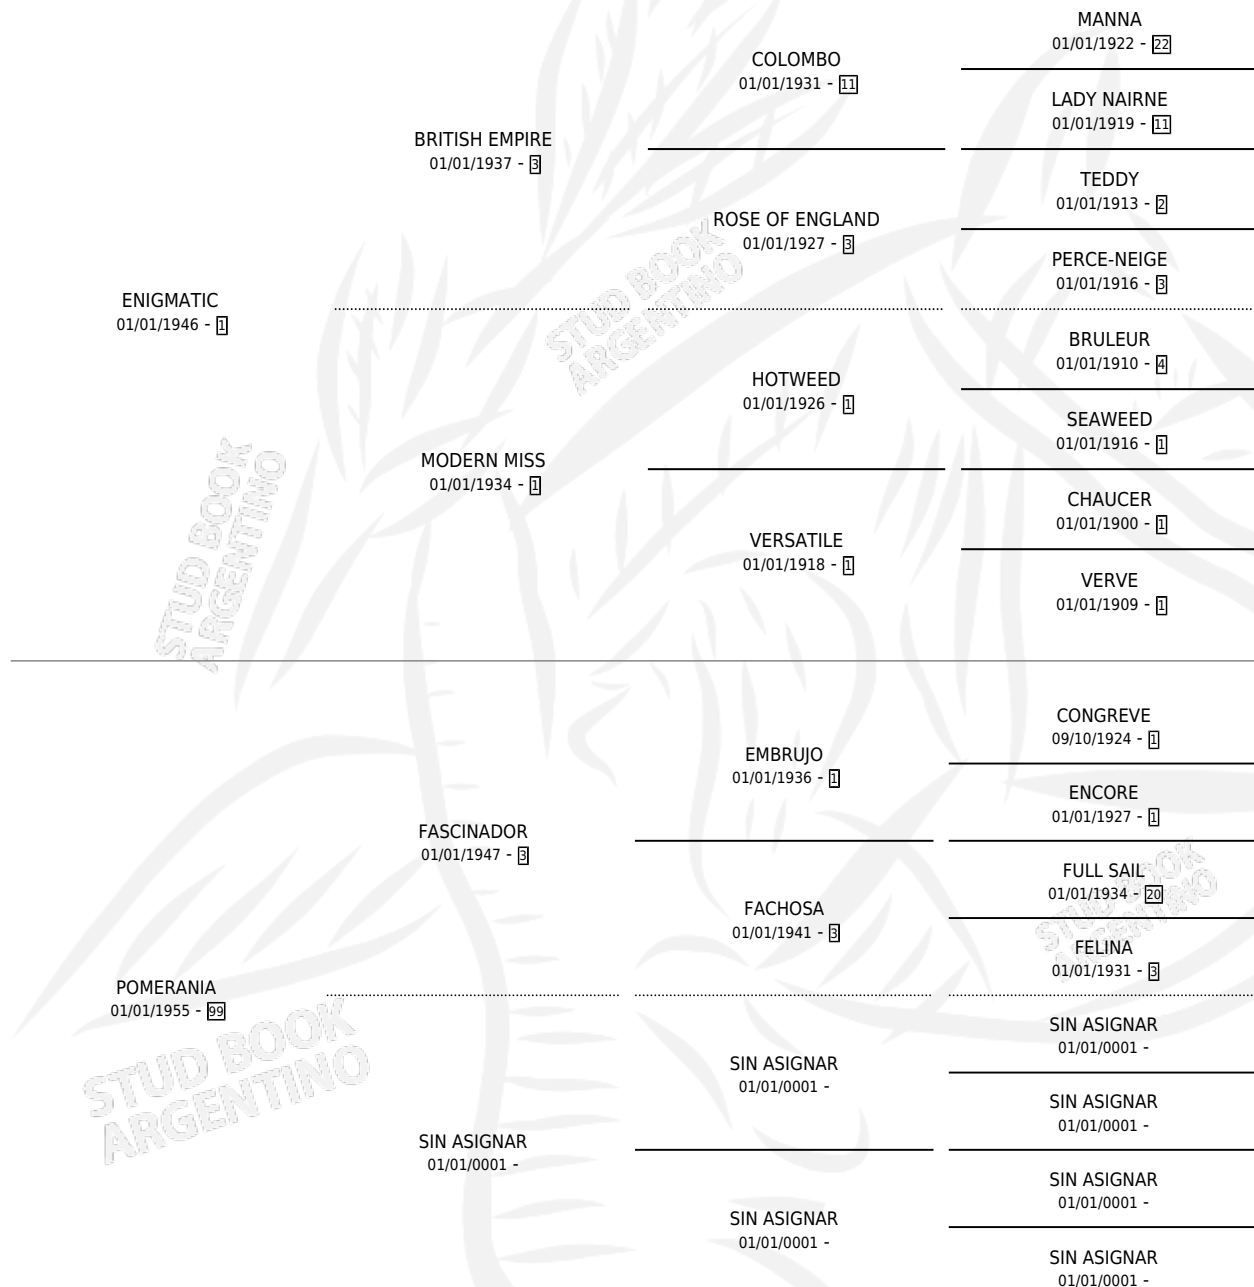 MANNA
01/01/1922 - 22
COLOMBO
01/01/1931 - 11
LADY NAIRNE
01/01/1919 - 11
BRITISH EMPIRE
01/01/1937 - 3
TEDDY
01/01/1913 - 2
ROSE OF ENGLAND
01/01/1927 - 3
PERCE-NEIGE
01/01/1916 - 3
ENIGMATIC
01/01/1946 - 1
BRULEUR
01/01/1910 - 4
HOTWEED
01/01/1926 - 1
SEAWEED
01/01/1916 - 1
MODERN MISS
01/01/1934 - 1
CHAUCER
01/01/1900 - 1
VERSATILE
01/01/1918 - 1
VERVE
01/01/1909 - 1
STUD BOOK
ARGENTINO
STUD BOOK
ARGENTINO
CONGREVE
09/10/1924 - 1
EMBRUJO
01/01/1936 - 1
ENCORE
01/01/1927 - 1
FASCINADOR
01/01/1947 - 3
FULL SAIL
01/01/1934 - 20
FACHOSA
01/01/1941 - 3
FELINA
01/01/1931 - 3
STUD BOOK
ARGENTINO
POMERANIA
01/01/1955 - 99
SIN ASIGNAR
01/01/0001 -
SIN ASIGNAR
01/01/0001 -
SIN ASIGNAR
01/01/0001 -
SIN ASIGNAR
01/01/0001 -
SIN ASIGNAR
01/01/0001 -
SIN ASIGNAR
01/01/0001 -
SIN ASIGNAR
01/01/0001 -
STUD BOOK
ARGENTINO